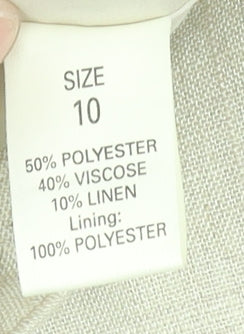 SIZE
10
50% POLYESTER
40% VISCOSE
10% LINEN
Lining:
100% POLYESTER